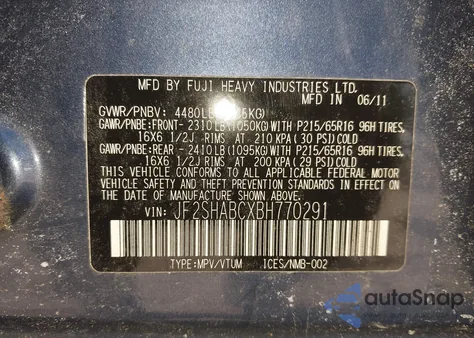 MFD BY FUJI HEAVY INDUSTRIES LTD.
MFD IN 06/11
GVWR/PNBV: 4480LB 5KG)
GAWR/PNBE: FRONT- 2310LB(1050KG)WITH P215/65R16 96H TIRES,
16X6 1/2J RIMS AT 210 KPA (30 PSI)COLD
GAWR/PNBE: REAR - 2410LB(1095KG)WITH P215/65R16 96H TIRES,
16X6 1/2J RIMS AT 200 KPA (29 PSI)COLD
THIS VEHICLE CONFORMS TO ALL APPLICABLE FEDERAL
MOTOR VEHICLE SAFETY STANDARDS IN EFFECT ON
THE DATE OF MANUFACTURE SHOWN ABOVE.
VIN: JF2SHABCXBH770291
TYPE:MPV/VTUM ICES/NMB-002
autoSnap